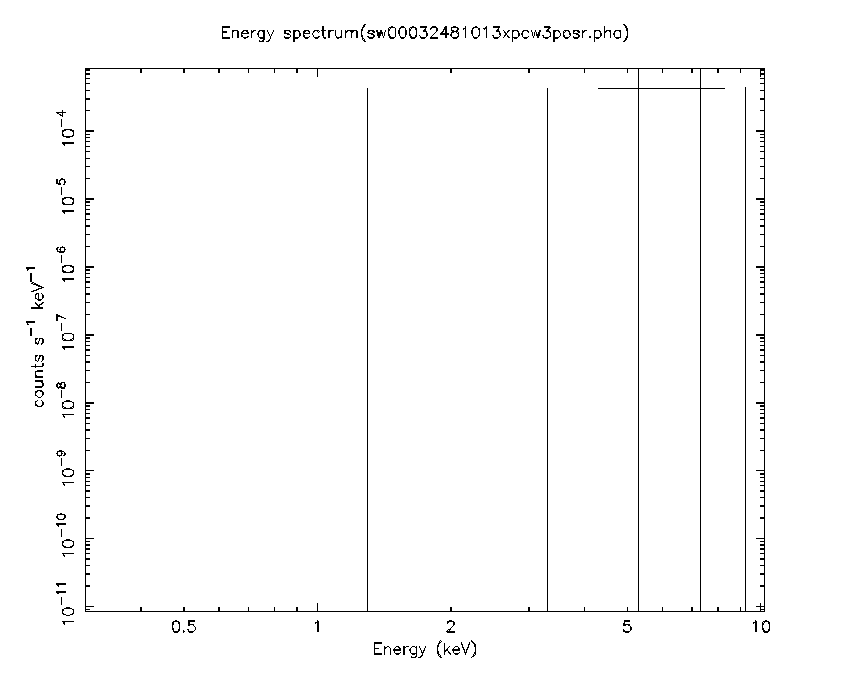 Energy spectrum(sw00032481013xpcw3posr.pha)
counts s⁻¹ keV⁻¹
10⁻⁴
10⁻⁵
10⁻⁶
10⁻⁷
10⁻⁸
10⁻⁹
10⁻¹⁰
10⁻¹¹
0.5 1 2 5 10
Energy (keV)